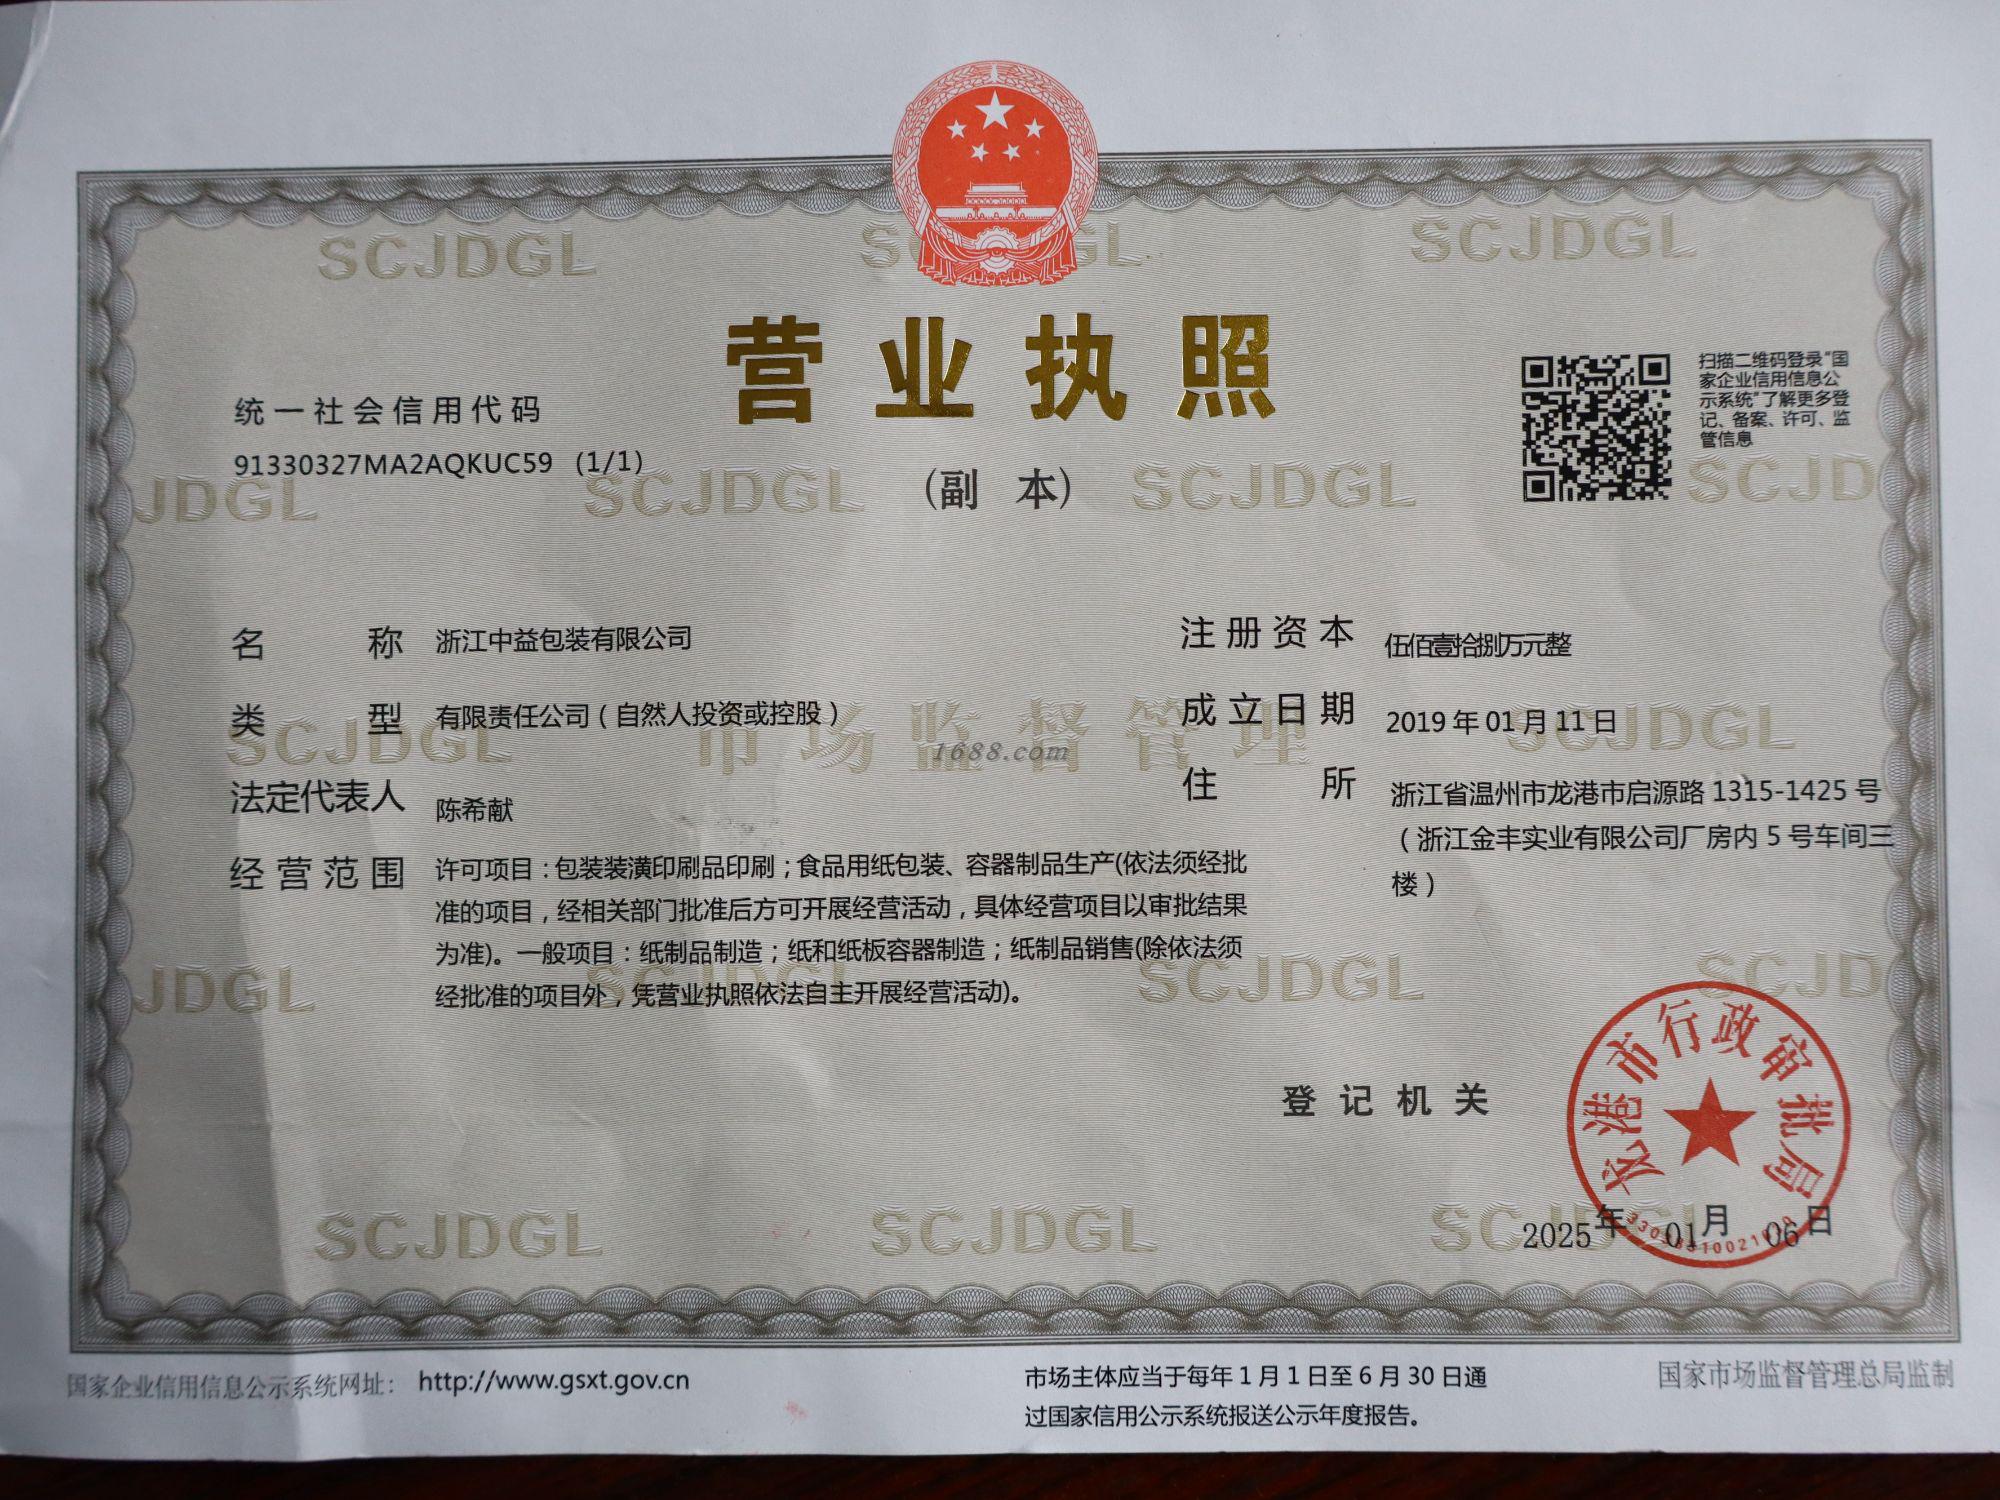 SCJDGL SCJDGL SCJDGL
营业执照
(副 本)
统一社会信用代码
91330327MA2AQKUC59 (1/1)
扫描二维码登录“国
家企业信用信息公
示系统”了解更多登
记、备案、许可、监
管信息
JDGL SCJDGL SCJDGL SCJD
名 称 浙江中益包装有限公司
类 型 有限责任公司(自然人投资或控股)
法定代表人 陈希献
经营范围 许可项目:包装装潢印刷品印刷;食品用纸包装、容器制品生产(依法须经批
准的项目,经相关部门批准后方可开展经营活动,具体经营项目以审批结果
为准)。一般项目:纸制品制造;纸和纸板容器制造;纸制品销售(除依法须
经批准的项目外,凭营业执照依法自主开展经营活动)。
注册资本 伍佰壹拾捌万元整
成立日期 2019年01月11日
住 所 浙江省温州市龙港市启源路1315-1425号
(浙江金丰实业有限公司厂房内5号车间三
楼)
SCJDGL 市场监督管理 SCJDGL
1688.com
JDGL SCJDGL SCJDGL SCJD
登记机关
龙港市行政审批局
2025年01月06日
SCJDGL SCJDGL SCJDGL
国家企业信用信息公示系统网址: http://www.gsxt.gov.cn
市场主体应当于每年1月1日至6月30日通
过国家信用公示系统报送公示年度报告。
国家市场监督管理总局监制